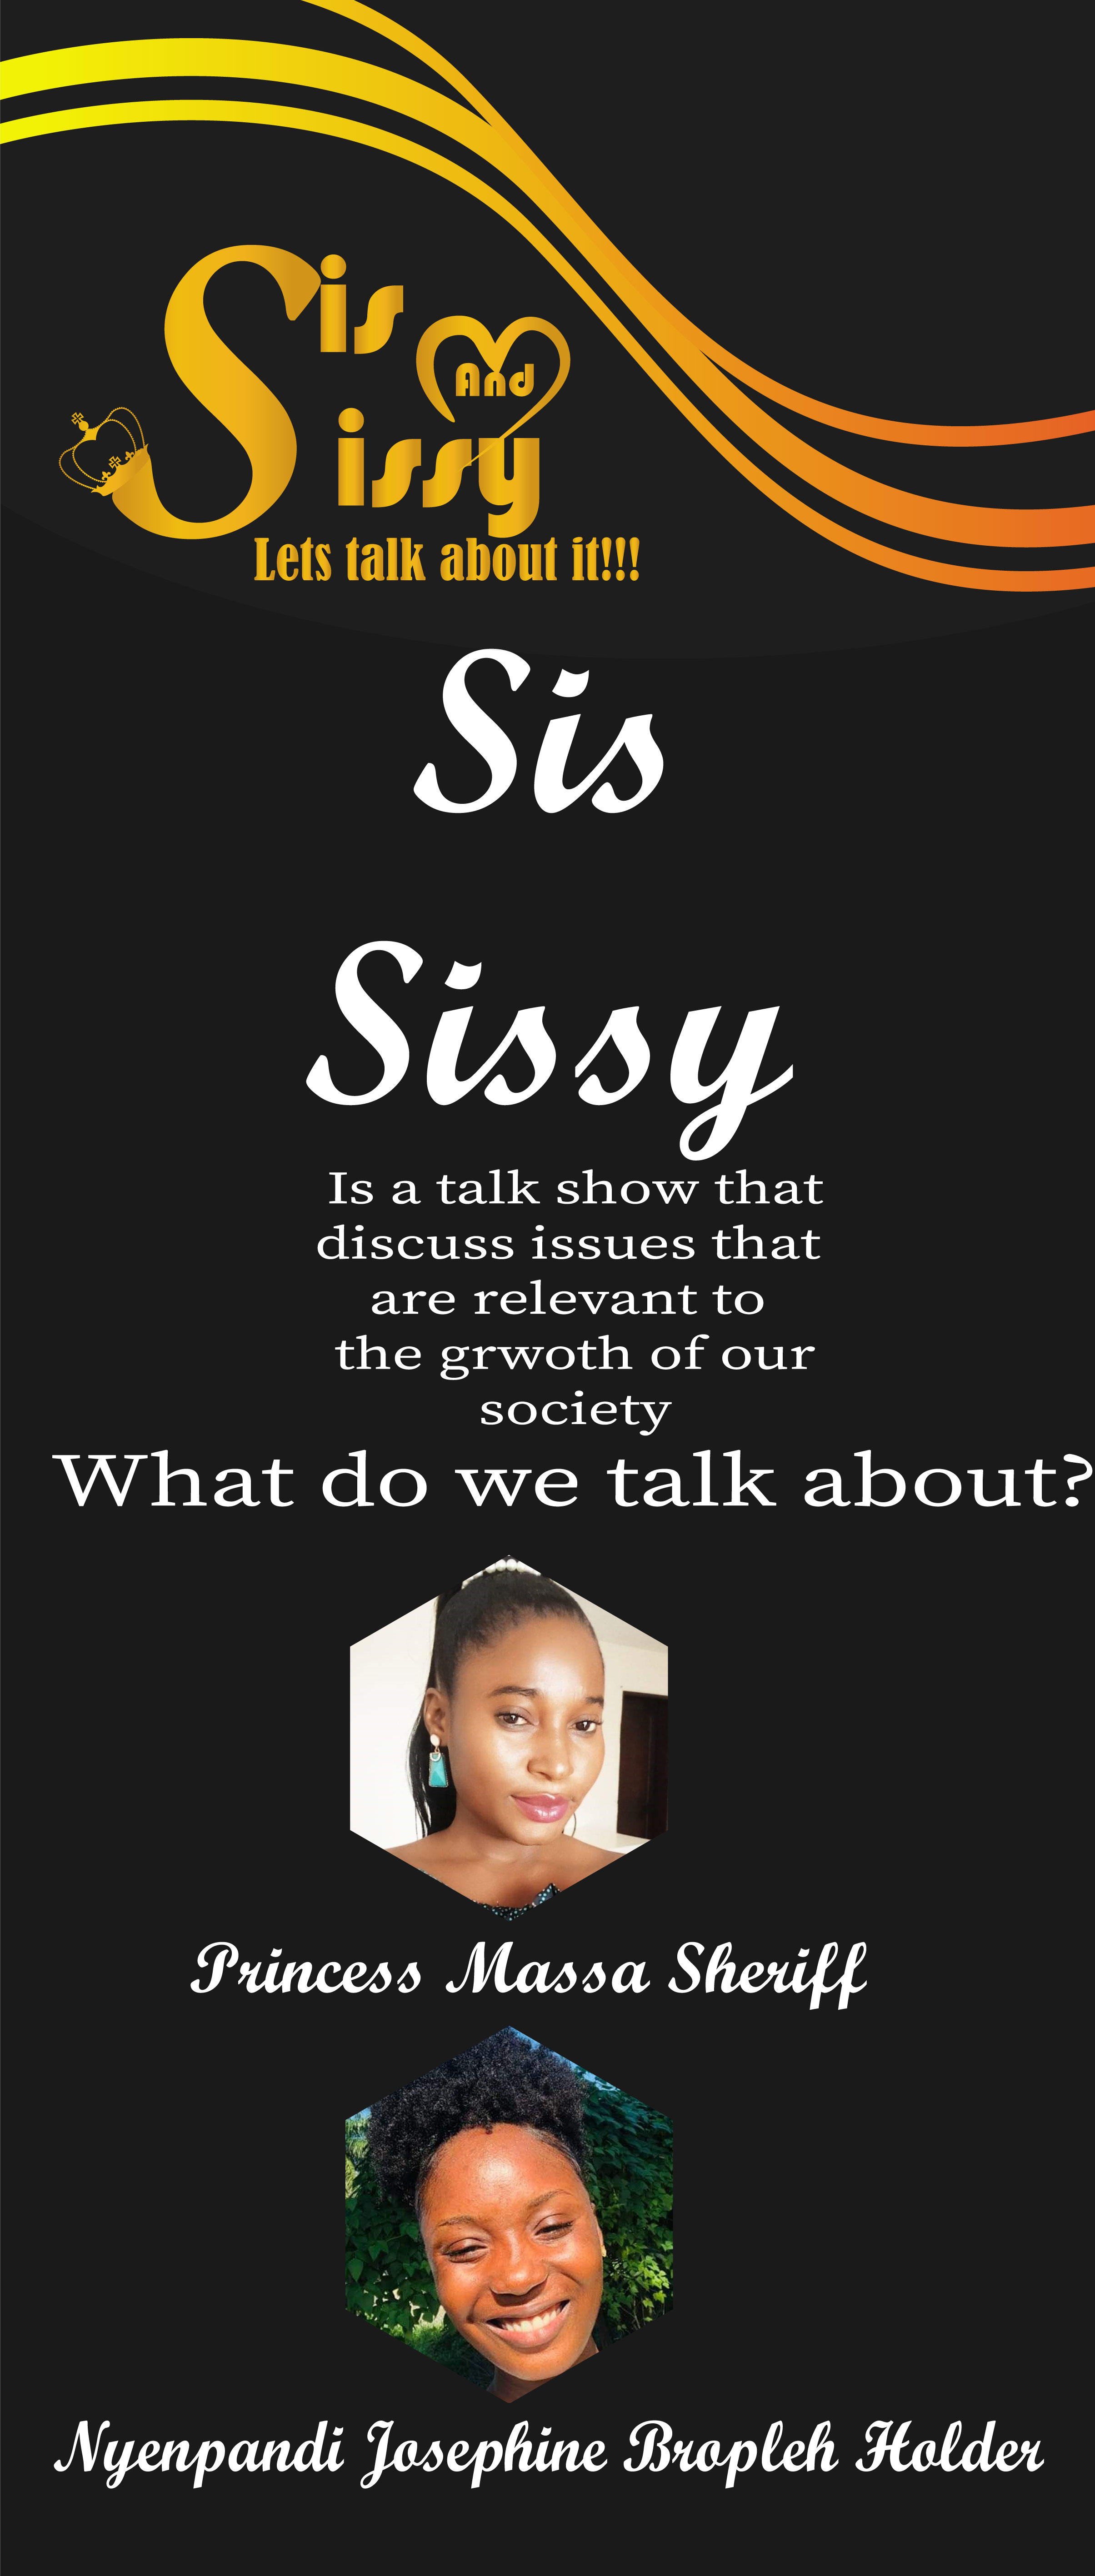 Sis
And
Sissy
Lets talk about it!!!
Sis
Sissy
Is a talk show that
discuss issues that
are relevant to
the grwoth of our
society
What do we talk about?
Princess Massa Sheriff
Nyenpandi Josephine Bropleh Holder